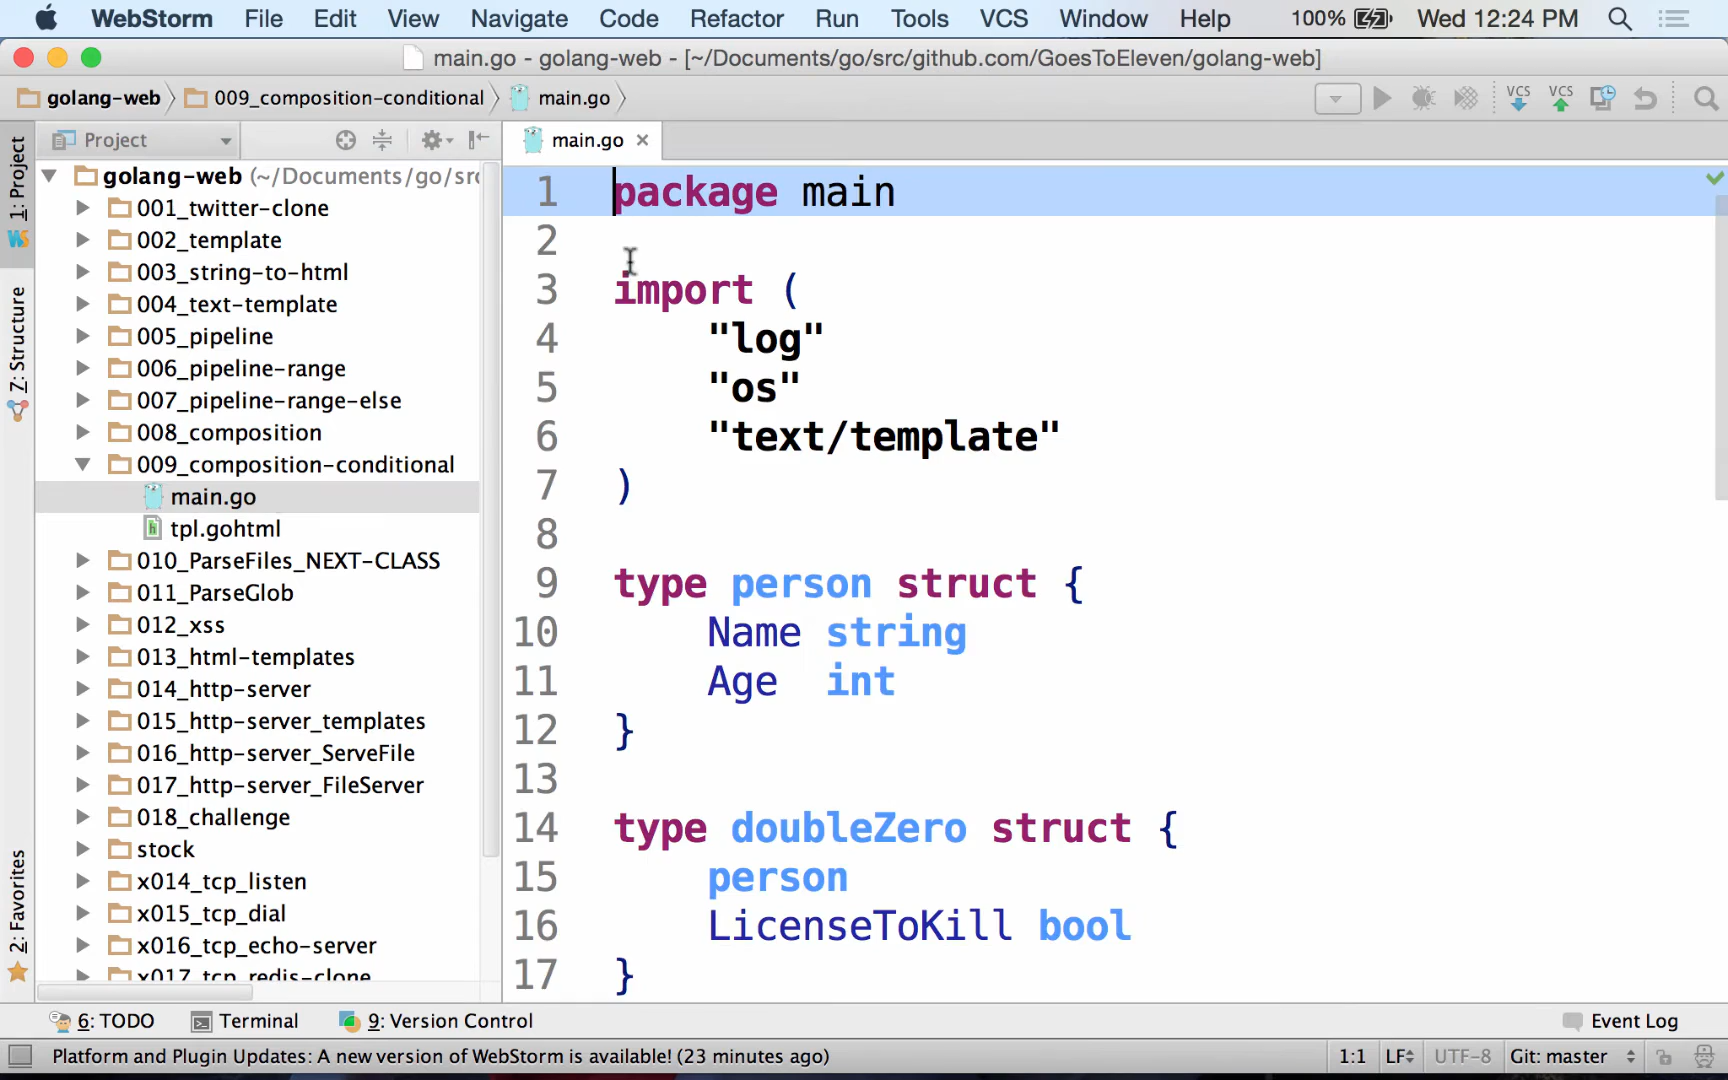 WebStorm File Edit View Navigate Code Refactor Run Tools VCS Window Help 100% Wed 12:24 PM
main.go - golang-web - [~/Documents/go/src/github.com/GoesToEleven/golang-web]
golang-web 009_composition-conditional main.go VCS VCS
Project main.go
1: Project
7: Structure
2: Favorites
golang-web (~/Documents/go/src
001_twitter-clone
002_template
003_string-to-html
004_text-template
005_pipeline
006_pipeline-range
007_pipeline-range-else
008_composition
009_composition-conditional
main.go
tpl.gohtml
010_ParseFiles_NEXT-CLASS
011_ParseGlob
012_xss
013_html-templates
014_http-server
015_http-server_templates
016_http-server_ServeFile
017_http-server_FileServer
018_challenge
stock
x014_tcp_listen
x015_tcp_dial
x016_tcp_echo-server
x017_tcp_redis-clone
1 package main
2
3 import (
4 "log"
5 "os"
6 "text/template"
7 )
8
9 type person struct {
10 Name string
11 Age int
12 }
13
14 type doubleZero struct {
15 person
16 LicenseToKill bool
17 }
6: TODO Terminal 9: Version Control Event Log
Platform and Plugin Updates: A new version of WebStorm is available! (23 minutes ago) 1:1 LF UTF-8 Git: master